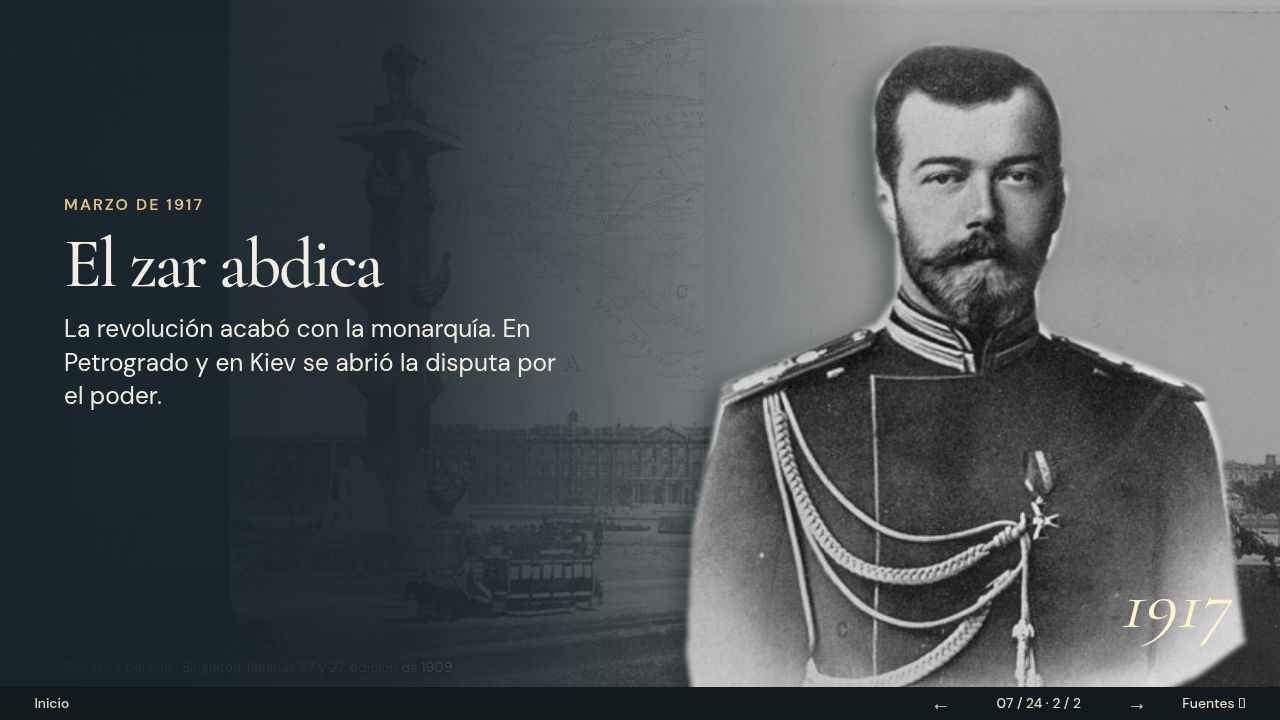 MARZO DE 1917
El zar abdica
La revolución acabó con la monarquía. En
Petrogrado y en Kiev se abrió la disputa por
el poder.
1917
Retrato y palacio · Singleton, láminas 37 y 27, edición de 1909
Inicio
← 07 / 24 · 2 / 2 → Fuentes